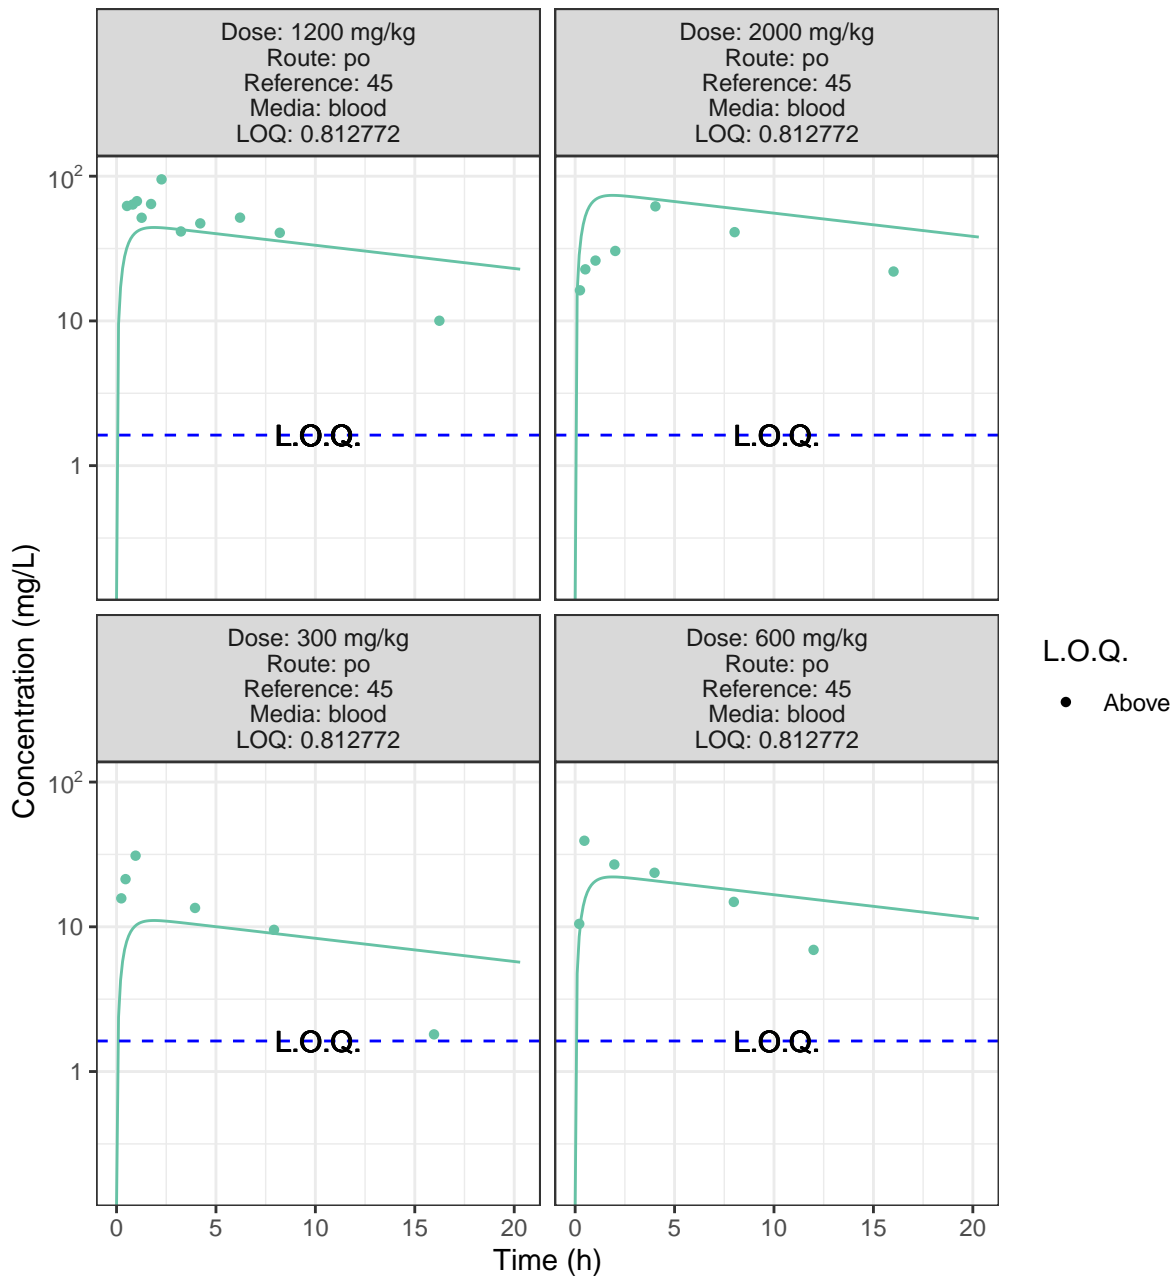 Dose: 1200 mg/kg
Route: po
Reference: 45
Media: blood
LOQ: 0.812772
Dose: 2000 mg/kg
Route: po
Reference: 45
Media: blood
LOQ: 0.812772
10²
10
1
L.O.Q.
L.O.Q.
Dose: 300 mg/kg
Route: po
Reference: 45
Media: blood
LOQ: 0.812772
Dose: 600 mg/kg
Route: po
Reference: 45
Media: blood
LOQ: 0.812772
10²
10
1
L.O.Q.
L.O.Q.
0 5 10 15 20
0 5 10 15 20
Time (h)
Concentration (mg/L)
L.O.Q.
Above